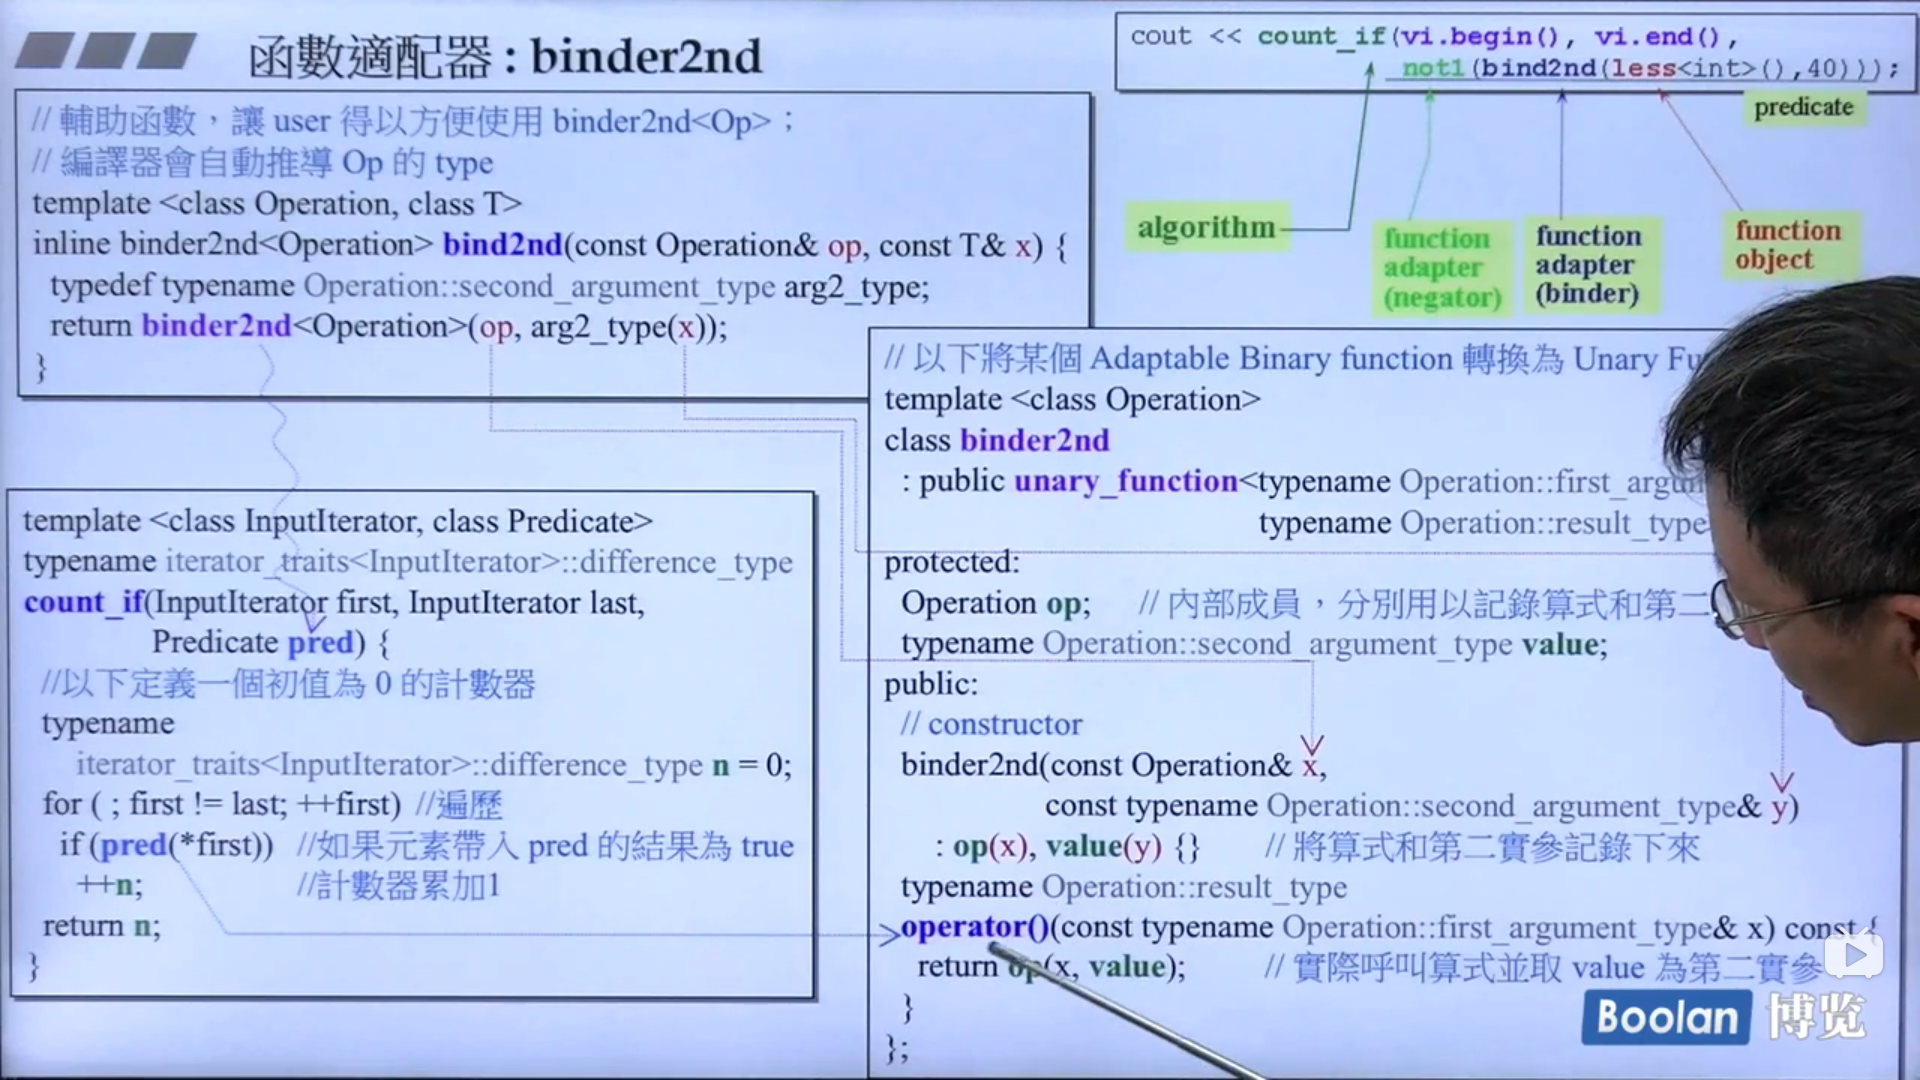 函數適配器 : binder2nd
cout << count_if(vi.begin(), vi.end(),
not1(bind2nd(less<int>(),40)));
predicate
algorithm
function
adapter
(negator)
function
adapter
(binder)
function
object
// 輔助函數，讓 user 得以方便使用 binder2nd<Op>；
// 編譯器會自動推導 Op 的 type
template <class Operation, class T>
inline binder2nd<Operation> bind2nd(const Operation& op, const T& x) {
typedef typename Operation::second_argument_type arg2_type;
return binder2nd<Operation>(op, arg2_type(x));
}
template <class InputIterator, class Predicate>
typename iterator_traits<InputIterator>::difference_type
count_if(InputIterator first, InputIterator last,
Predicate pred) {
//以下定義一個初值為 0 的計數器
typename
iterator_traits<InputIterator>::difference_type n = 0;
for ( ; first != last; ++first) //遍歷
if (pred(*first)) //如果元素帶入 pred 的結果為 true
++n; //計數器累加1
return n;
}
// 以下將某個 Adaptable Binary function 轉換為 Unary
template <class Operation>
class binder2nd
: public unary_function<typename
typename Operation::result_type
protected:
Operation op; // 內部成員，分別用以記錄算式和第二
typename Operation::second_argument_type value;
public:
// constructor
binder2nd(const Operation& x,
const typename Operation::second_argument_type& y)
: op(x), value(y) {} // 將算式和第二實參記錄下來
typename Operation::result_type
operator()(const typename Operation::first_argument_type& x) const {
return op(x, value); // 實際呼叫算式並取 value 為第二實參
}
};
Boolan 博览